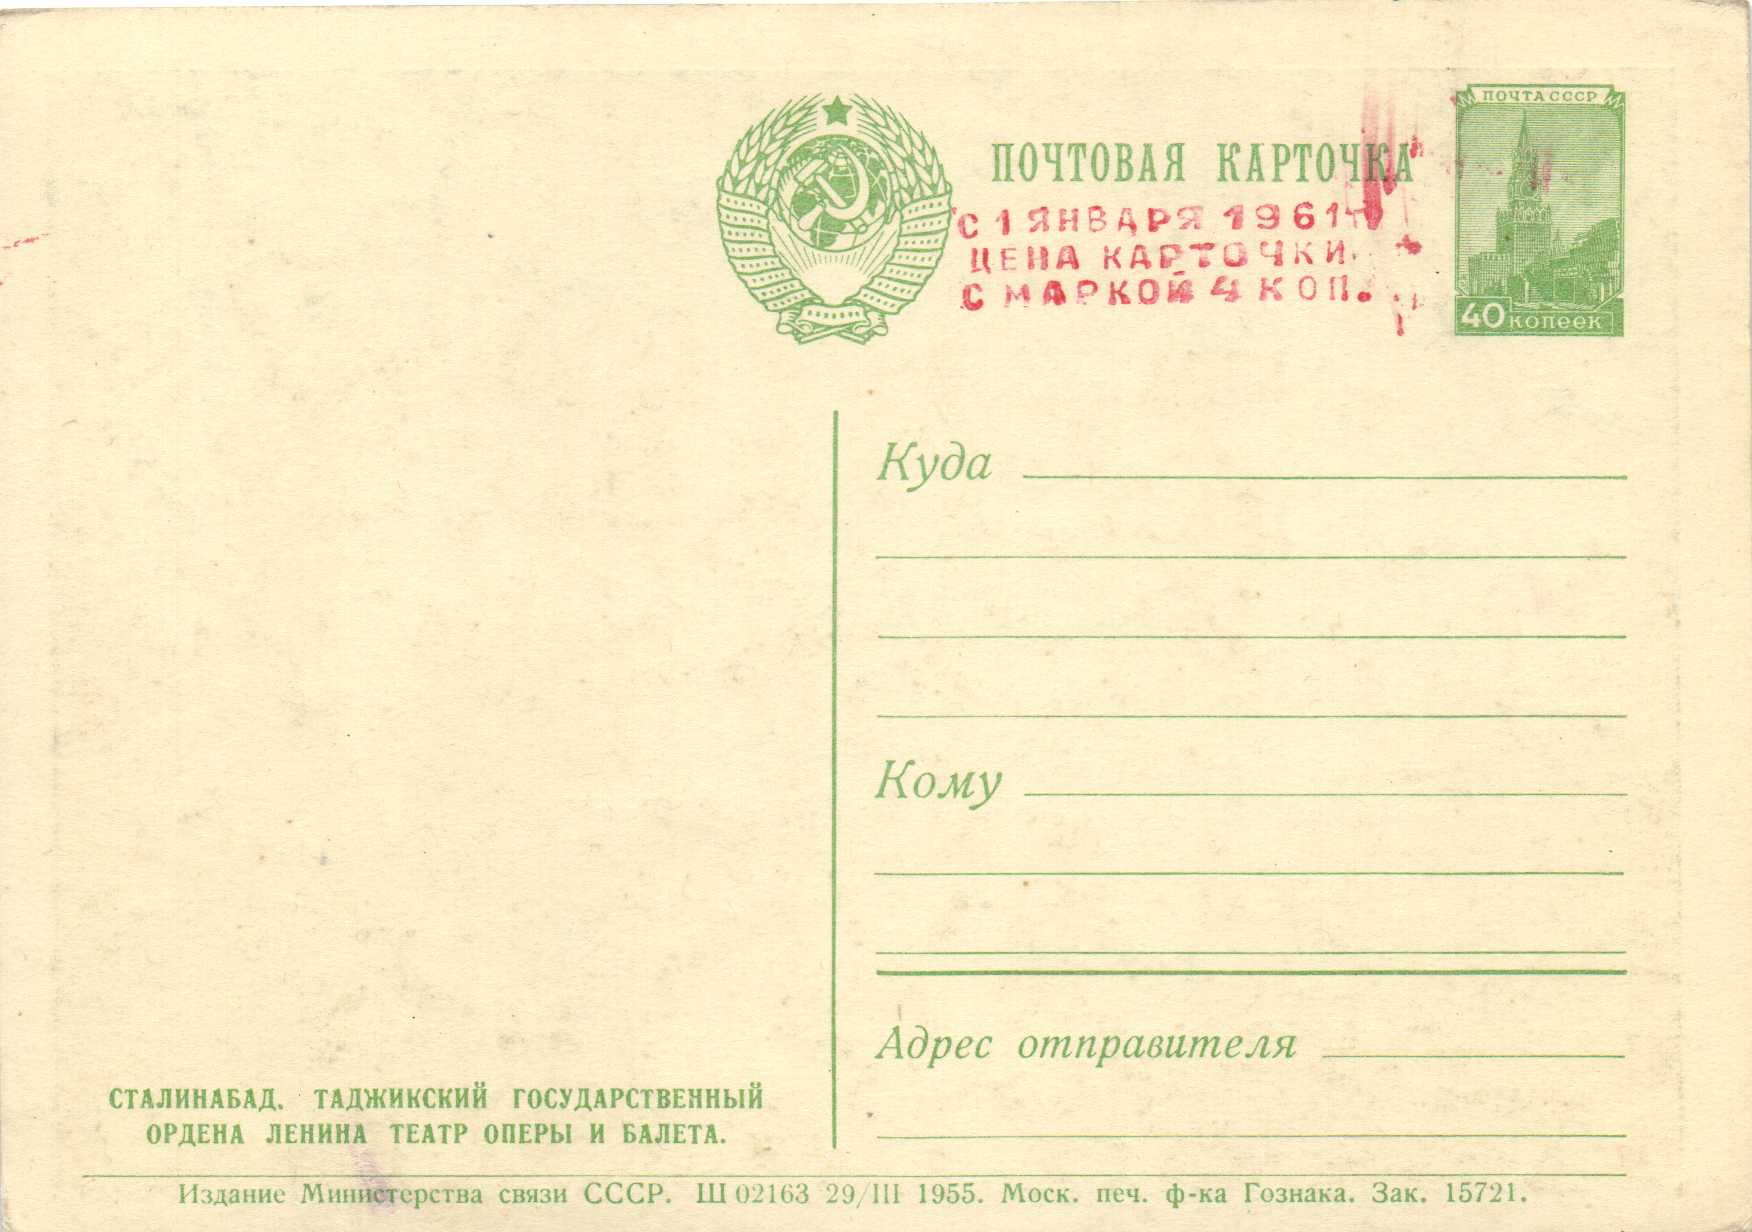 ПОЧТА СССР
ПОЧТОВАЯ КАРТОЧКА
С 1 ЯНВАРЯ 1961 г.
ЦЕНА КАРТОЧКИ
С МАРКОЙ 4 КОП.
40 копеек
Куда
Кому
Адрес отправителя
СТАЛИНАБАД. ТАДЖИКСКИЙ ГОСУДАРСТВЕННЫЙ
ОРДЕНА ЛЕНИНА ТЕАТР ОПЕРЫ И БАЛЕТА.
Издание Министерства связи СССР. Ш 02163 29/III 1955. Моск. печ. ф-ка Гознака. Зак. 15721.